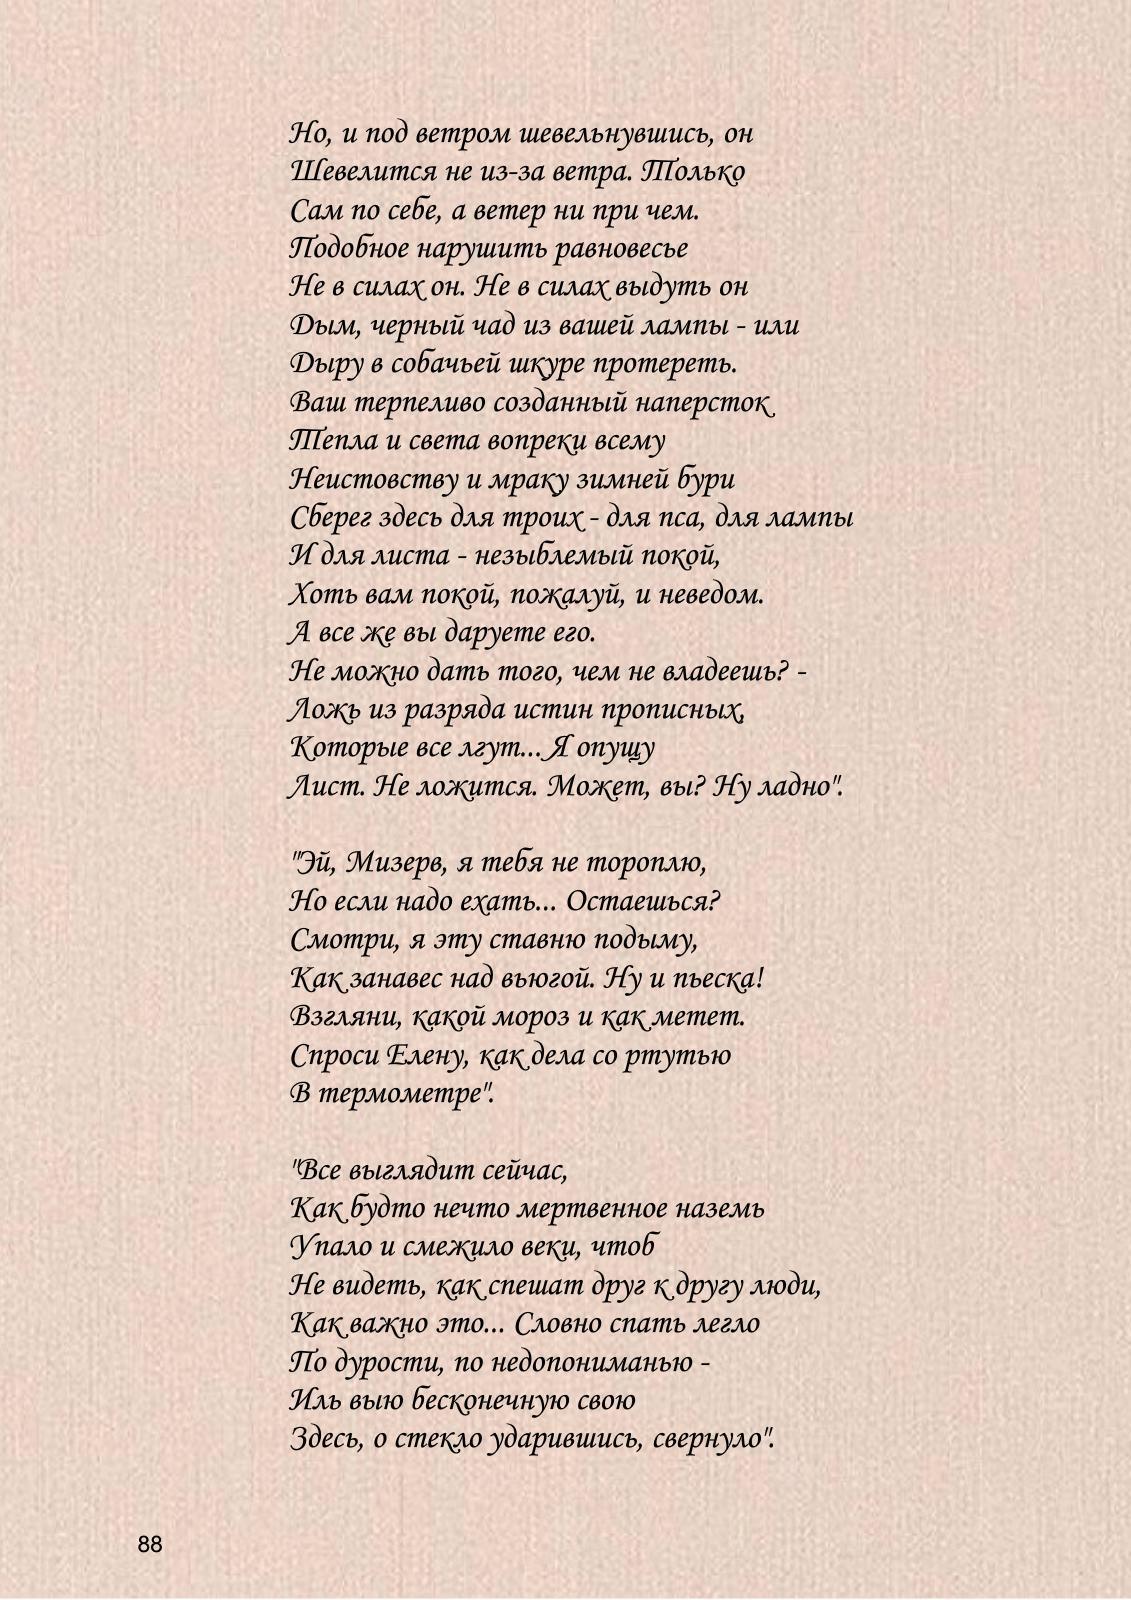 Но, и под ветром шевельнувшись, он
Шевелится не из-за ветра. Только
Сам по себе, а ветер ни при чем.
Подобное нарушить равновесье
Не в силах он. Не в силах выдуть он
Дым, черный чад из вашей лампы - или
Дыру в собачьей шкуре протереть.
Ваш терпеливо созданный наперсток
Тепла и света вопреки всему
Неистовству и мраку зимней бури
Сберег здесь для троих - для пса, для лампы
И для листа - незыблемый покой,
Хоть вам покой, пожалуй, и неведом.
А все же вы даруете его.
Не можно дать того, чем не владеешь? -
Ложь из разряда истин прописных,
Которые все лгут... Я опущу
Лист. Не ложится. Может, вы? Ну ладно".

"Эй, Мизерв, я тебя не тороплю,
Но если надо ехать... Остаешься?
Смотри, я эту ставню подыму,
Как занавес над вьюгой. Ну и пьеска!
Взгляни, какой мороз и как метет.
Спроси Елену, как дела со ртутью
В термометре".

"Все выглядит сейчас,
Как будто нечто мертвенное наземь
Упало и смежило веки, чтоб
Не видеть, как спешат друг к другу люди,
Как важно это... Словно спать легло
По дурости, по недопониманью -
Иль выю бесконечную свою
Здесь, о стекло ударившись, свернуло".

88